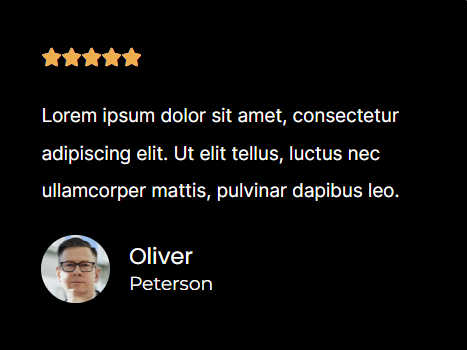 Lorem ipsum dolor sit amet, consectetur
adipiscing elit. Ut elit tellus, luctus nec
ullamcorper mattis, pulvinar dapibus leo.
Oliver
Peterson